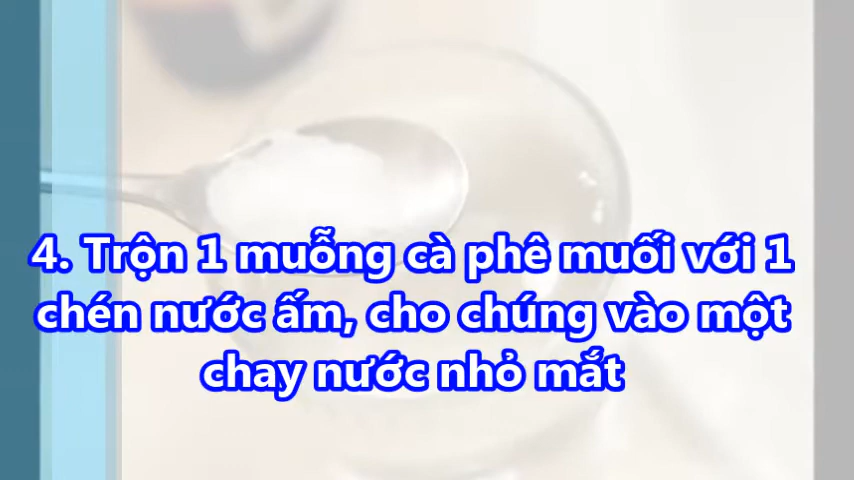 4. Trộn 1 muỗng cà phê muối với 1
chén nước ấm, cho chúng vào một
chay nước nhỏ mắt